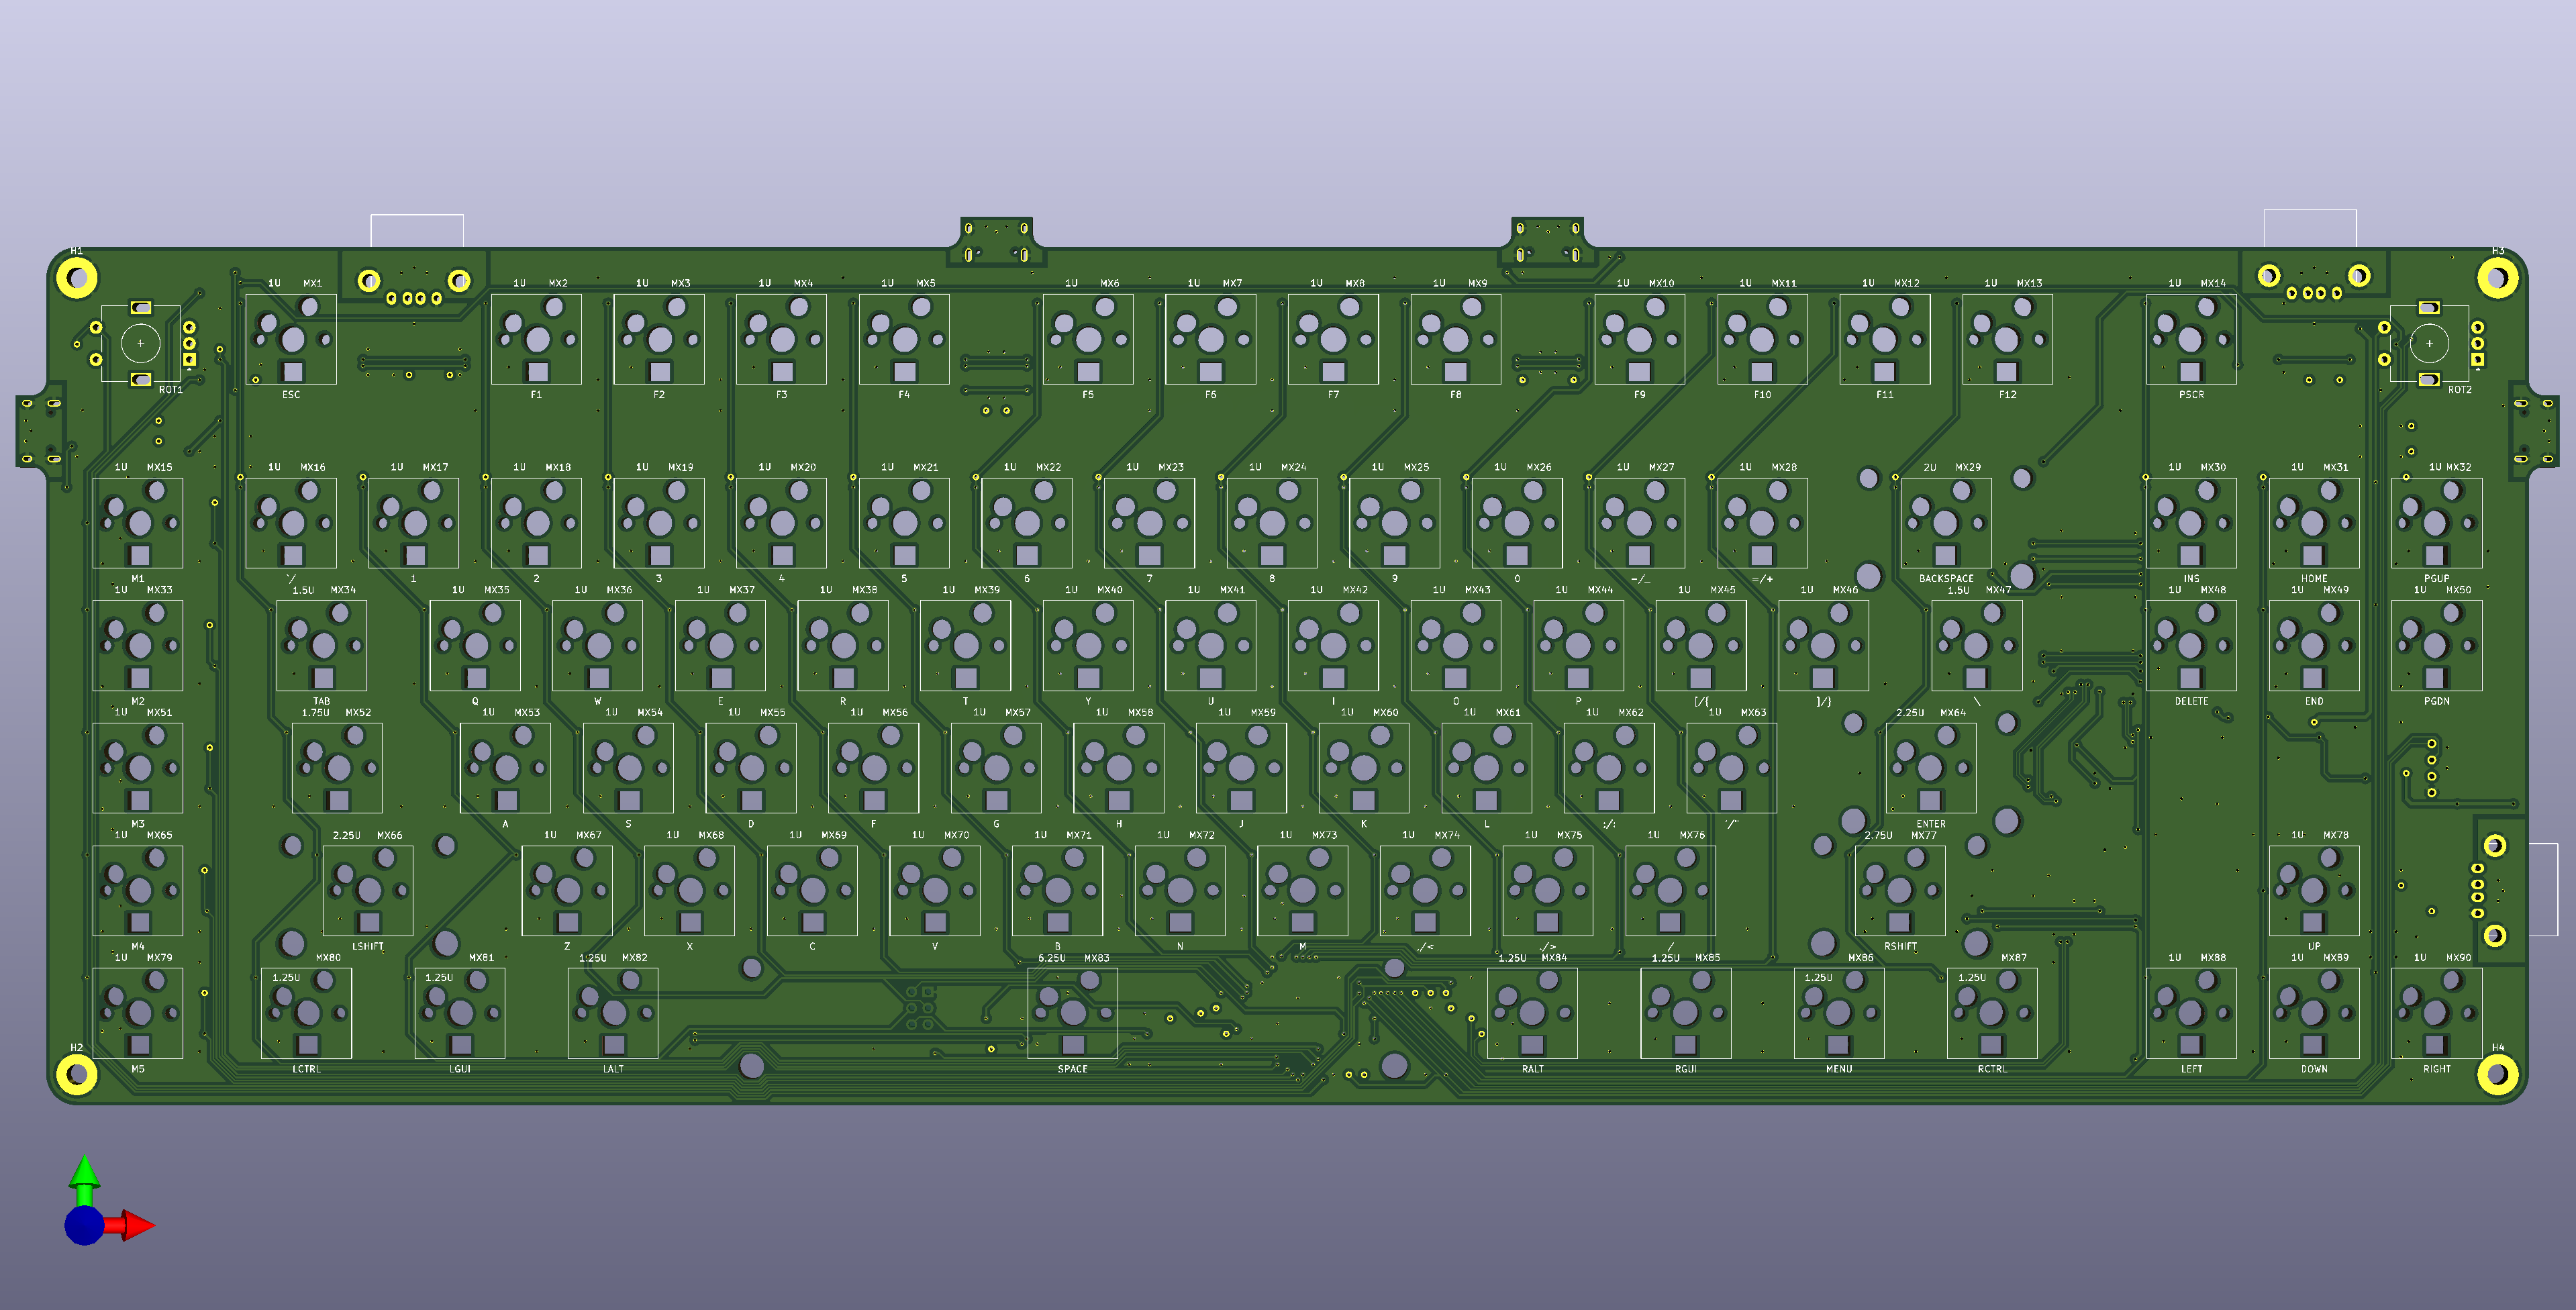 H1 H3
1U MX1 1U MX2 1U MX3 1U MX4 1U MX5 1U MX6 1U MX7 1U MX8 1U MX9 1U MX10 1U MX11 1U MX12 1U MX13 1U MX14
ROT1 ROT2
ESC F1 F2 F3 F4 F5 F6 F7 F8 F9 F10 F11 F12 PSCR
1U MX15 1U MX16 1U MX17 1U MX18 1U MX19 1U MX20 1U MX21 1U MX22 1U MX23 1U MX24 1U MX25 1U MX26 1U MX27 1U MX28 2U MX29 1U MX30 1U MX31 1U MX32
M1 `/ 1 2 3 4 5 6 7 8 9 0 -/_ =/+ BACKSPACE INS HOME PGUP
1U MX33 1.5U MX34 1U MX35 1U MX36 1U MX37 1U MX38 1U MX39 1U MX40 1U MX41 1U MX42 1U MX43 1U MX44 1U MX45 1U MX46 1.5U MX47 1U MX48 1U MX49 1U MX50
M2 TAB Q W E R T Y U I O P [/{ ]/} \ DELETE END PGDN
1U MX51 1.75U MX52 1U MX53 1U MX54 1U MX55 1U MX56 1U MX57 1U MX58 1U MX59 1U MX60 1U MX61 1U MX62 1U MX63 2.25U MX64
M3 A S D F G H J K L ;/: '/" ENTER
1U MX65 2.25U MX66 1U MX67 1U MX68 1U MX69 1U MX70 1U MX71 1U MX72 1U MX73 1U MX74 1U MX75 1U MX76 2.75U MX77 1U MX78
M4 LSHIFT Z X C V B N M ,/< ./> / RSHIFT UP
1U MX79 1.25U MX80 1.25U MX81 1.25U MX82 6.25U MX83 1.25U MX84 1.25U MX85 1.25U MX86 1.25U MX87 1U MX88 1U MX89 1U MX90
H2 H4
M5 LCTRL LGUI LALT SPACE RALT RGUI MENU RCTRL LEFT DOWN RIGHT